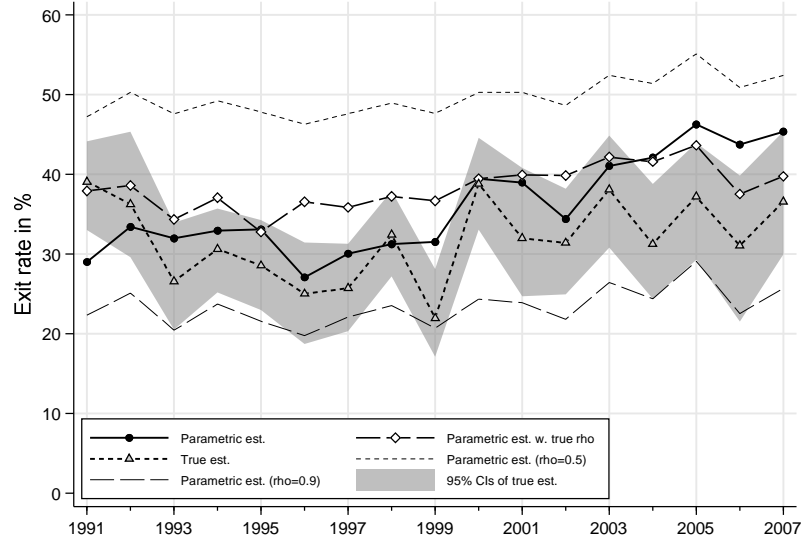 60
50
40
30
20
10
0
Exit rate in %
Parametric est.
Parametric est. w. true rho
True est.
Parametric est. (rho=0.5)
Parametric est. (rho=0.9)
95% CIs of true est.
1991 1993 1995 1997 1999 2001 2003 2005 2007